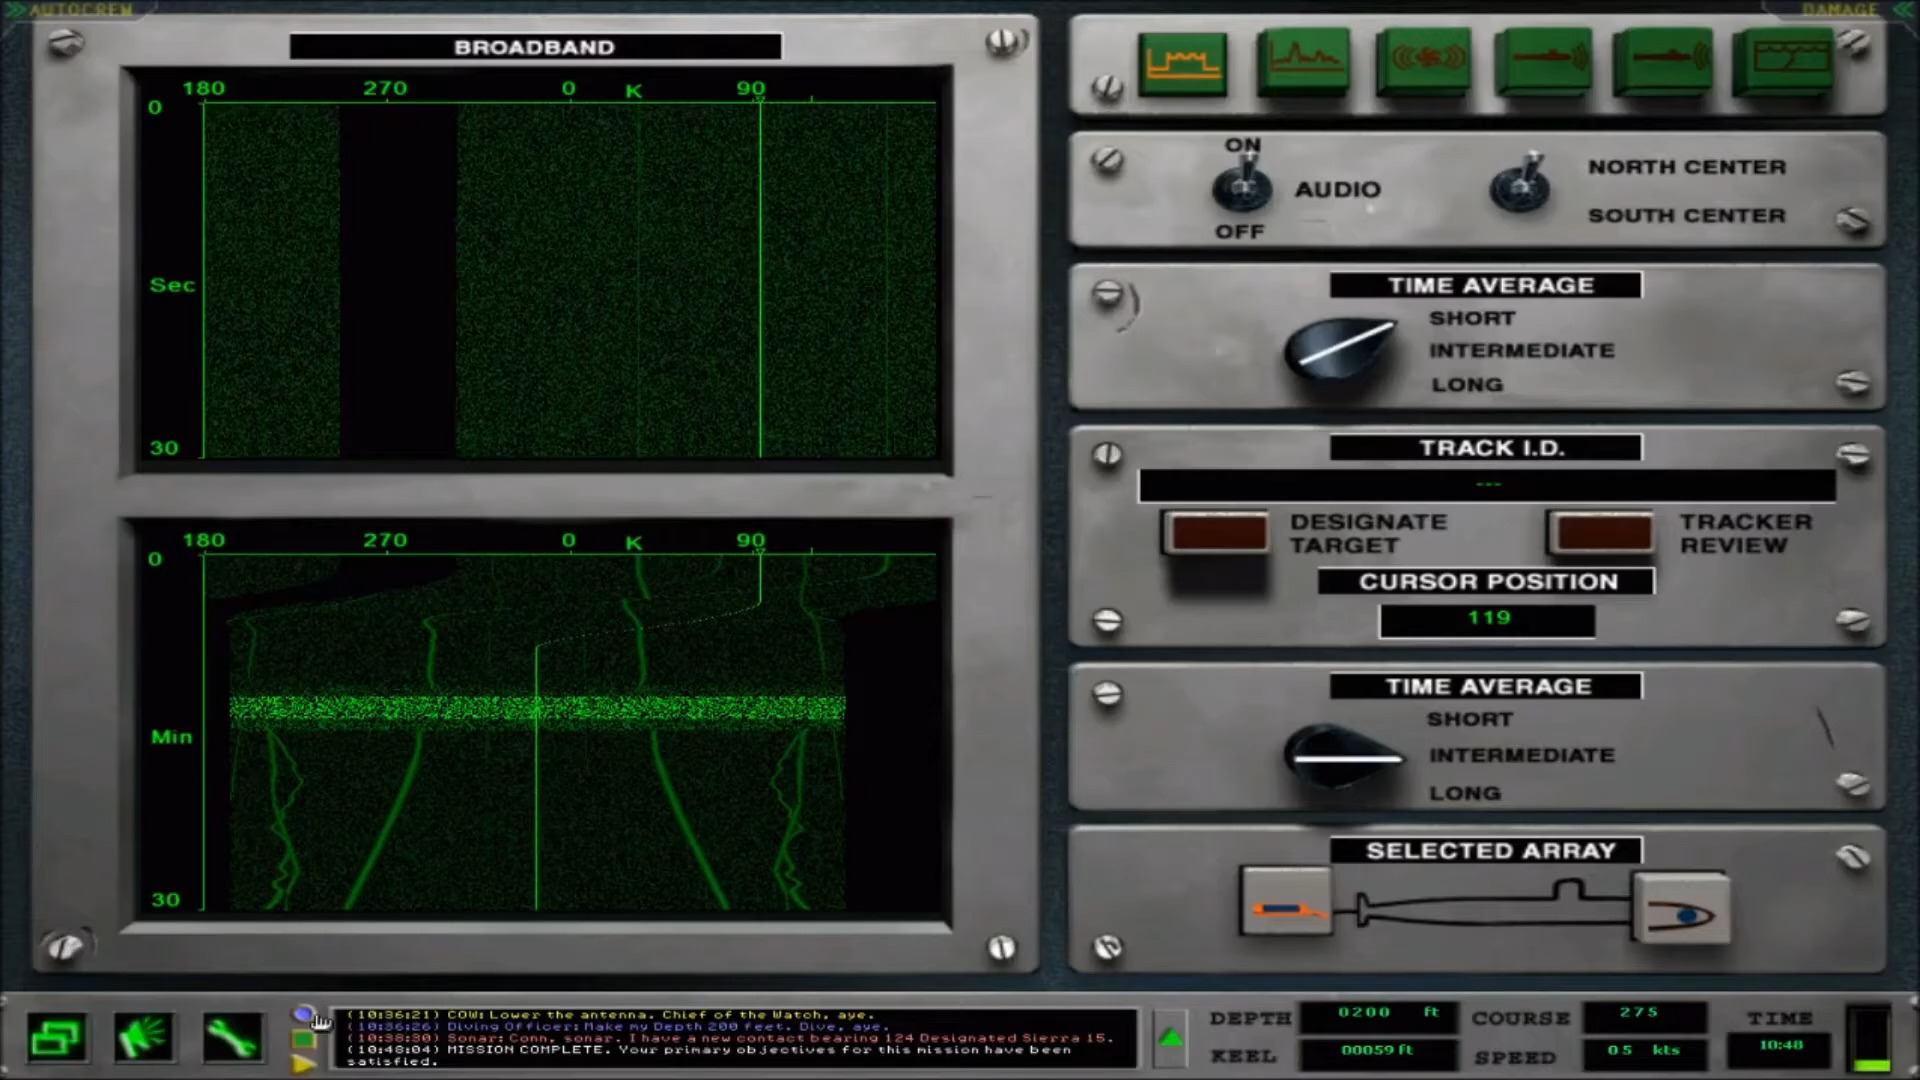 AUTOCREW
DAMAGE
BROADBAND
180 270 0 K 90
0
Sec
30
180 270 0 K 90
0
Min
30
ON
AUDIO
OFF
NORTH CENTER
SOUTH CENTER
TIME AVERAGE
SHORT
INTERMEDIATE
LONG
TRACK I.D.
---
DESIGNATE
TARGET
TRACKER
REVIEW
CURSOR POSITION
119
TIME AVERAGE
SHORT
INTERMEDIATE
LONG
SELECTED ARRAY
(10:36:21) COW: Lower the antenna. Chief of the Watch, aye.
(10:36:26) Diving Officer: Make my Depth 200 feet. Dive, aye.
(10:38:30) Sonar: Conn, sonar. I have a new contact bearing 124 Designated Sierra 15.
(10:48:04) MISSION COMPLETE. Your primary objectives for this mission have been
satisfied.
DEPTH 0200 ft COURSE 275 TIME
KEEL 00059 ft SPEED 05 kts 10:48